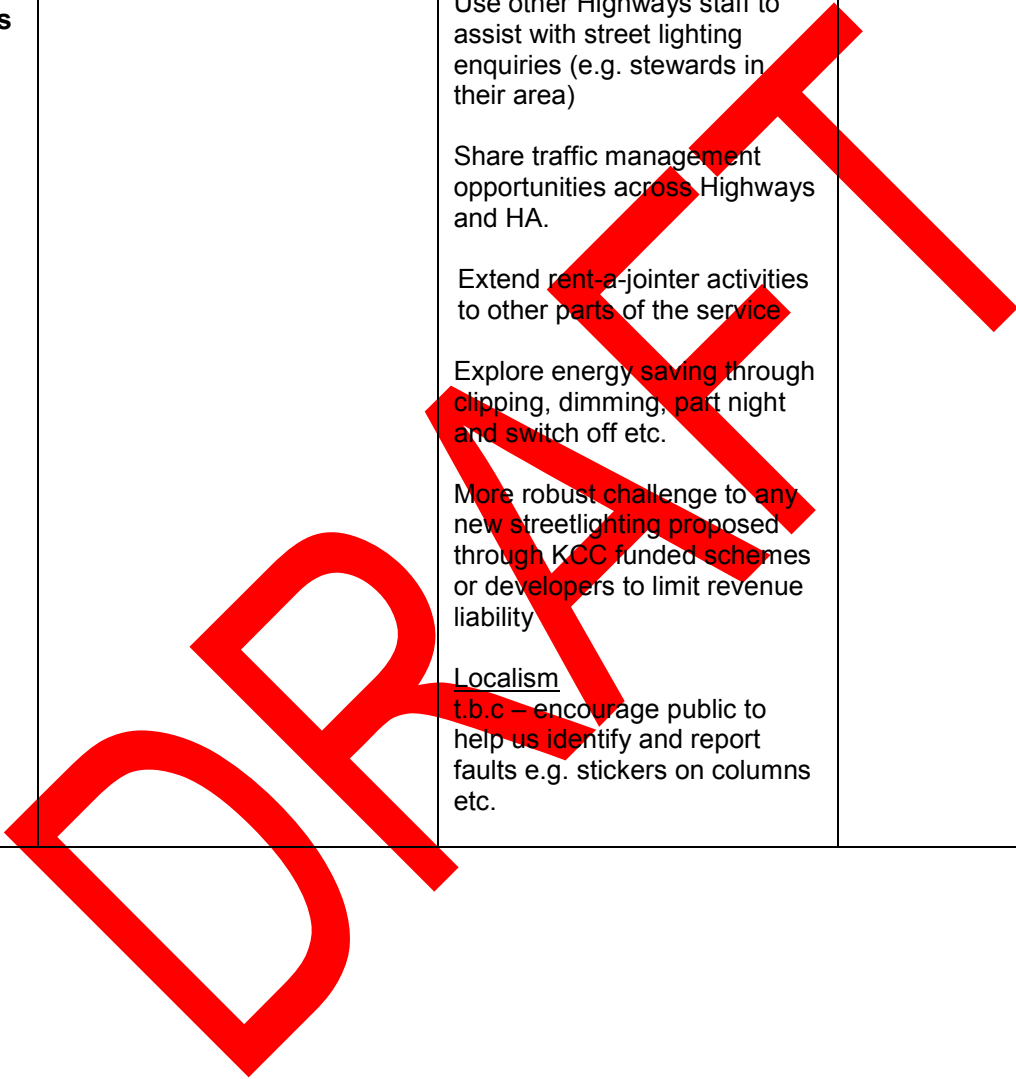 s
Use other Highways staff to
assist with street lighting
enquiries (e.g. stewards in
their area)
Share traffic management
opportunities across Highways
and HA.
Extend rent-a-jointer activities
to other parts of the service
Explore energy saving through
clipping, dimming, part night
and switch off etc.
More robust challenge to any
new streetlighting proposed
through KCC funded schemes
or developers to limit revenue
liability
Localism
t.b.c – encourage public to
help us identify and report
faults e.g. stickers on columns
etc.
DRAFT